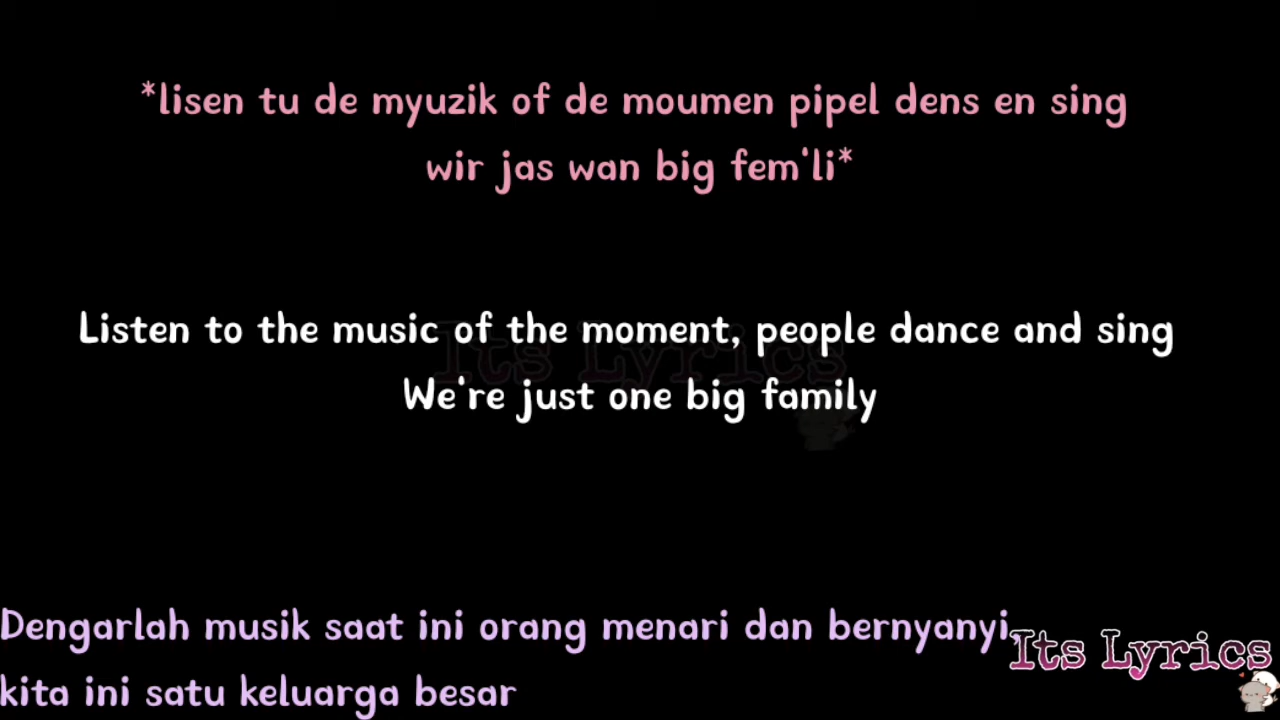 *lisen tu de myuzik of de moumen pipel dens en sing
wir jas wan big fem'li*
Listen to the music of the moment, people dance and sing
We're just one big family
Its Lyrics
Dengarlah musik saat ini orang menari dan bernyanyi,
kita ini satu keluarga besar
Its Lyrics